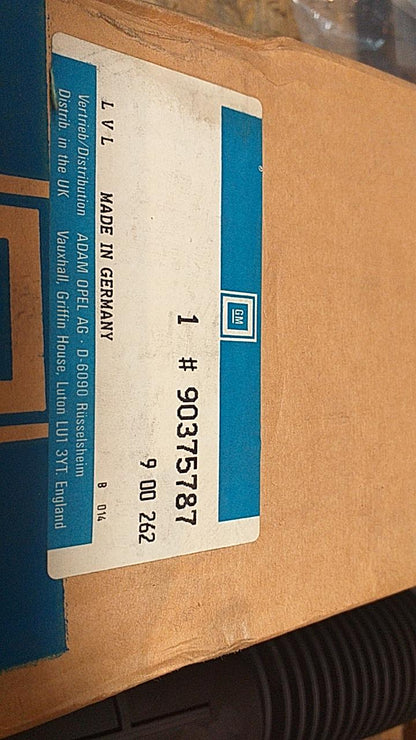 GM
1 # 90375787
9 00 262
L V L MADE IN GERMANY B 014
Vertrieb/Distribution ADAM OPEL AG · D-6090 Rüsselsheim
Distrib. in the UK Vauxhall, Griffin House, Luton LU1 3YT. England